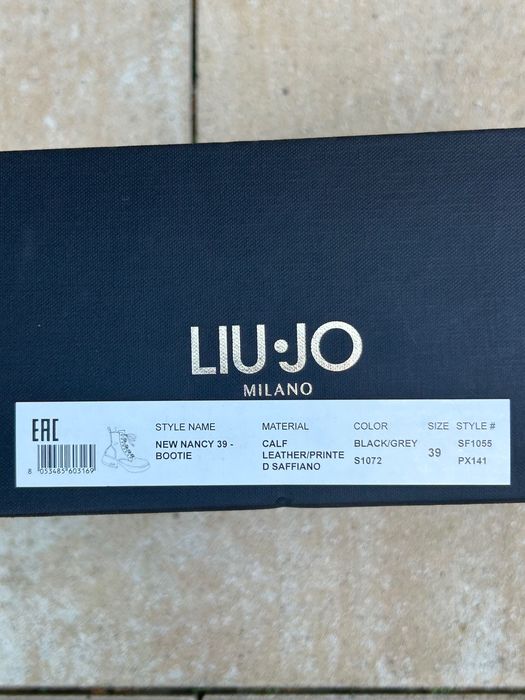 LIU·JO
MILANO
EAC
8 053485 603169
STYLE NAME
NEW NANCY 39 -
BOOTIE
MATERIAL
CALF
LEATHER/PRINTE
D SAFFIANO
COLOR
BLACK/GREY
S1072
SIZE
39
STYLE #
SF1055
PX141